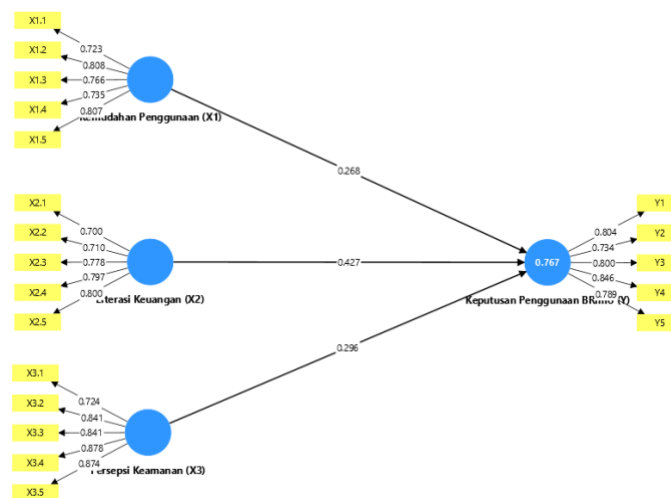 X1.1
X1.2
X1.3
X1.4
X1.5
0.723
0.808
0.766
0.735
0.807
Kemudahan Penggunaan (X1)
0.268
X2.1
X2.2
X2.3
X2.4
X2.5
0.700
0.710
0.778
0.797
0.800
Literasi Keuangan (X2)
0.427
X3.1
X3.2
X3.3
X3.4
X3.5
0.724
0.841
0.841
0.878
0.874
Persepsi Keamanan (X3)
0.296
0.767
Keputusan Penggunaan BRImo (Y)
0.804
0.734
0.800
0.846
0.789
Y1
Y2
Y3
Y4
Y5